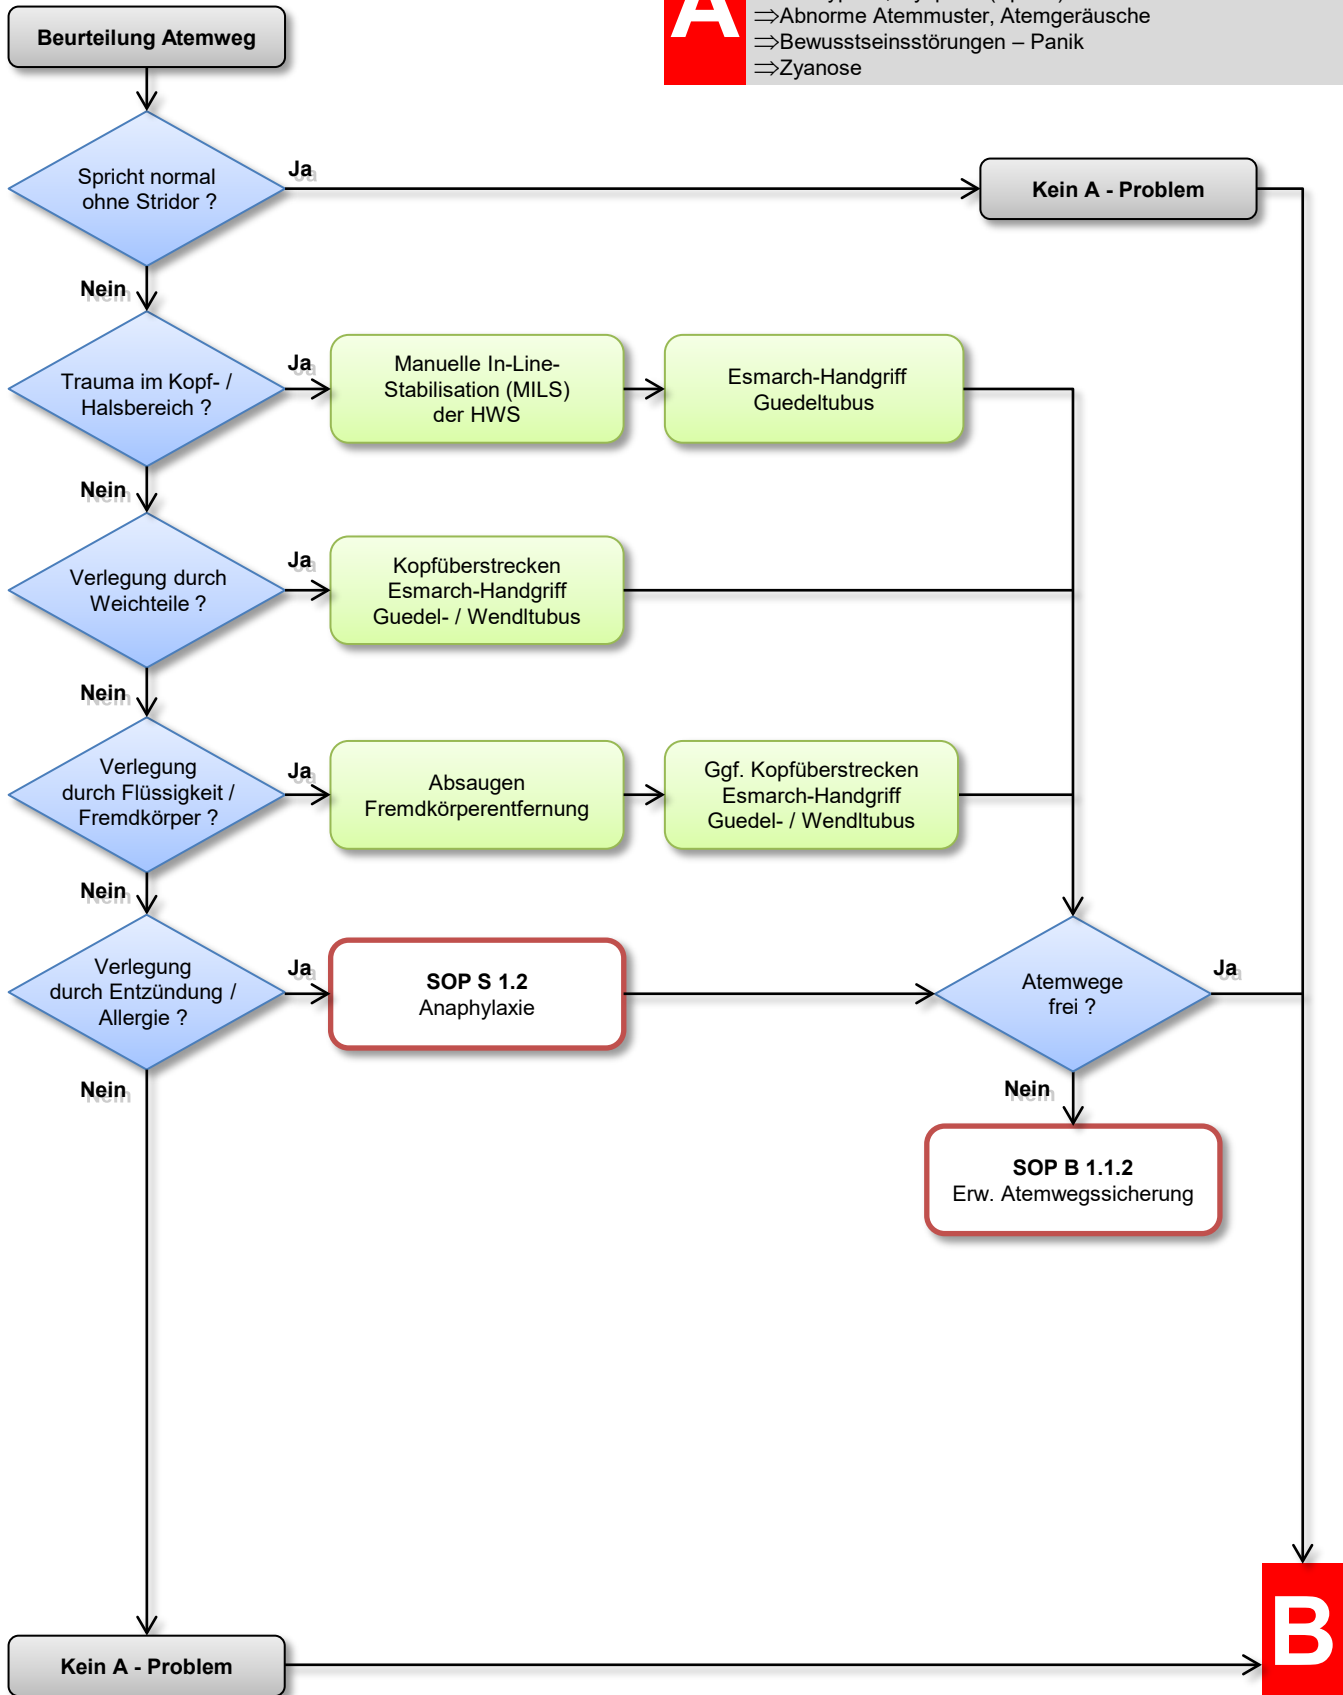 A
⇒Abnorme Atemmuster, Atemgeräusche
⇒Bewusstseinsstörungen – Panik
⇒Zyanose
Beurteilung Atemweg
Spricht normal
ohne Stridor ?
Ja
Kein A - Problem
Nein
Trauma im Kopf- /
Halsbereich ?
Ja
Manuelle In-Line-
Stabilisation (MILS)
der HWS
Esmarch-Handgriff
Guedeltubus
Nein
Verlegung durch
Weichteile ?
Ja
Kopfüberstrecken
Esmarch-Handgriff
Guedel- / Wendltubus
Nein
Verlegung
durch Flüssigkeit /
Fremdkörper ?
Ja
Absaugen
Fremdkörperentfernung
Ggf. Kopfüberstrecken
Esmarch-Handgriff
Guedel- / Wendltubus
Nein
Verlegung
durch Entzündung /
Allergie ?
Ja
SOP S 1.2
Anaphylaxie
Atemwege
frei ?
Ja
Nein
Nein
SOP B 1.1.2
Erw. Atemwegssicherung
Kein A - Problem
B